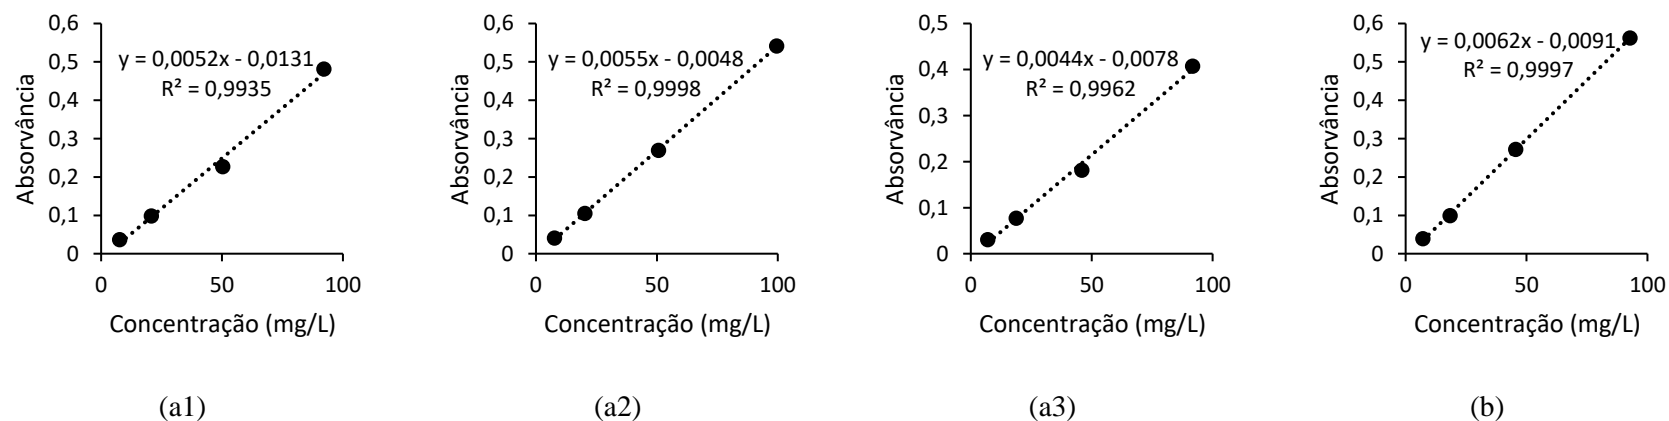 0,6
0,5
0,4
0,3
0,2
0,1
0
y = 0,0052x - 0,0131
R² = 0,9935
Absorvância
0
50
100
Concentração (mg/L)
(a1)
0,6
0,5
0,4
0,3
0,2
0,1
0
y = 0,0055x - 0,0048
R² = 0,9998
Absorvância
0
50
100
Concentração (mg/L)
(a2)
0,5
0,4
0,3
0,2
0,1
0
y = 0,0044x - 0,0078
R² = 0,9962
Absorvância
0
50
100
Concentração (mg/L)
(a3)
0,6
0,5
0,4
0,3
0,2
0,1
0
y = 0,0062x - 0,0091
R² = 0,9997
Absorvância
0
50
100
Concentração (mg/L)
(b)